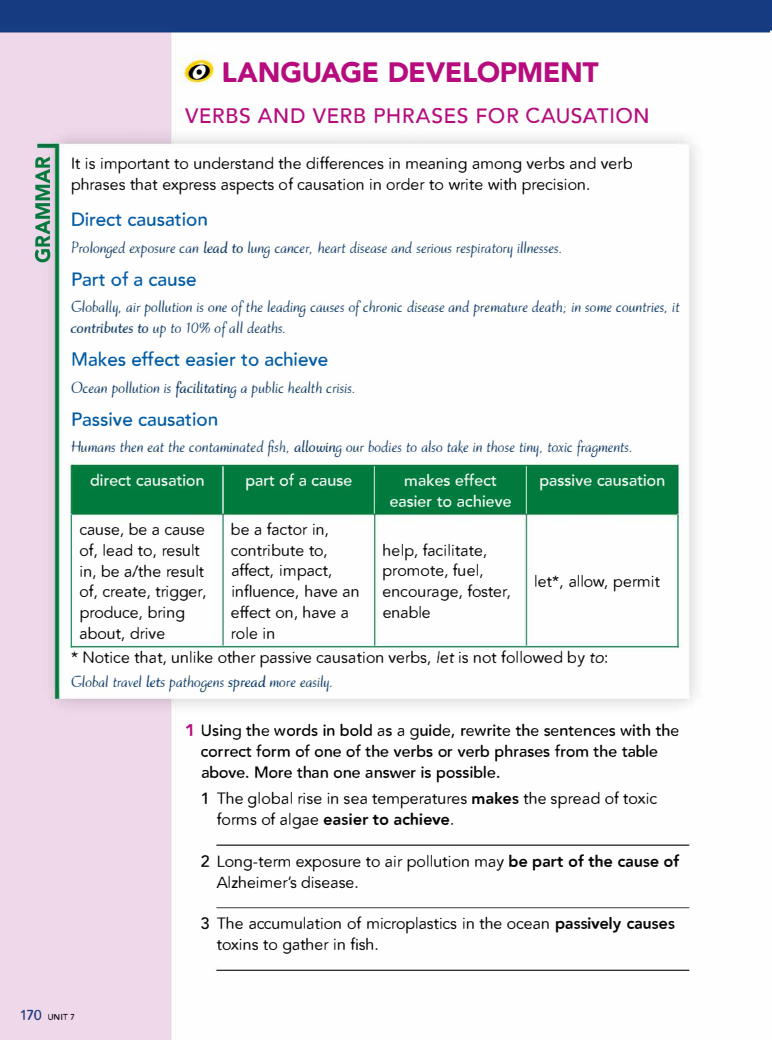 LANGUAGE DEVELOPMENT
VERBS AND VERB PHRASES FOR CAUSATION
GRAMMAR
It is important to understand the differences in meaning among verbs and verb
phrases that express aspects of causation in order to write with precision.
Direct causation
Prolonged exposure can lead to lung cancer, heart disease and serious respiratory illnesses.
Part of a cause
Globally, air pollution is one of the leading causes of chronic disease and premature death; in some countries, it
contributes to up to 10% of all deaths.
Makes effect easier to achieve
Ocean pollution is facilitating a public health crisis.
Passive causation
Humans then eat the contaminated fish, allowing our bodies to also take in those tiny, toxic fragments.
direct causation
part of a cause
makes effect
easier to achieve
passive causation
cause, be a cause
of, lead to, result
in, be a/the result
of, create, trigger,
produce, bring
about, drive
be a factor in,
contribute to,
affect, impact,
influence, have an
effect on, have a
role in
help, facilitate,
promote, fuel,
encourage, foster,
enable
let*, allow, permit
* Notice that, unlike other passive causation verbs, let is not followed by to:
Global travel lets pathogens spread more easily.
1 Using the words in bold as a guide, rewrite the sentences with the
correct form of one of the verbs or verb phrases from the table
above. More than one answer is possible.
1 The global rise in sea temperatures makes the spread of toxic
forms of algae easier to achieve.
2 Long-term exposure to air pollution may be part of the cause of
Alzheimer's disease.
3 The accumulation of microplastics in the ocean passively causes
toxins to gather in fish.
170 UNIT 7